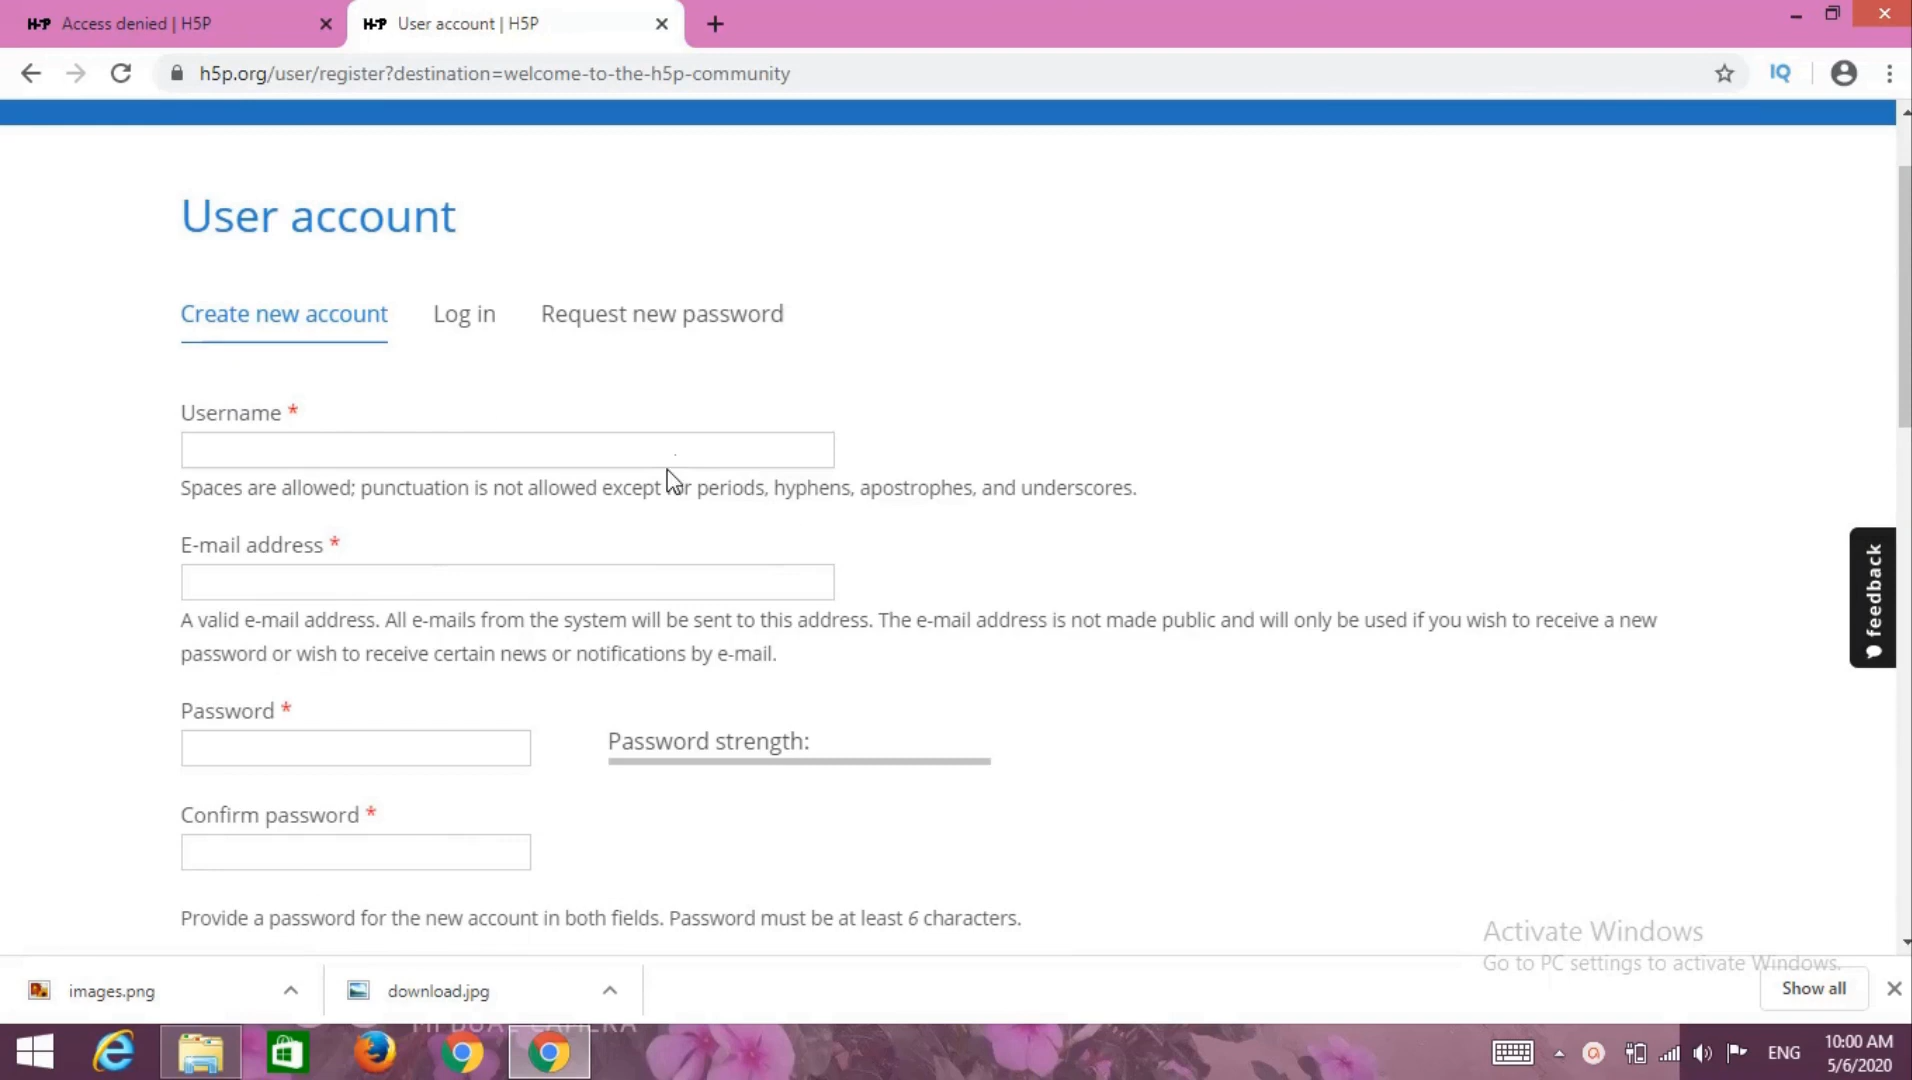 H-P Access denied | H5P
H-P User account | H5P
h5p.org/user/register?destination=welcome-to-the-h5p-community
IQ
User account
Create new account Log in Request new password
Username *
Spaces are allowed; punctuation is not allowed except for periods, hyphens, apostrophes, and underscores.
E-mail address *
A valid e-mail address. All e-mails from the system will be sent to this address. The e-mail address is not made public and will only be used if you wish to receive a new
password or wish to receive certain news or notifications by e-mail.
feedback
Password *
Password strength:
Confirm password *
Provide a password for the new account in both fields. Password must be at least 6 characters.
Activate Windows
Go to PC settings to activate Windows.
images.png
download.jpg
Show all
ENG
10:00 AM
5/6/2020